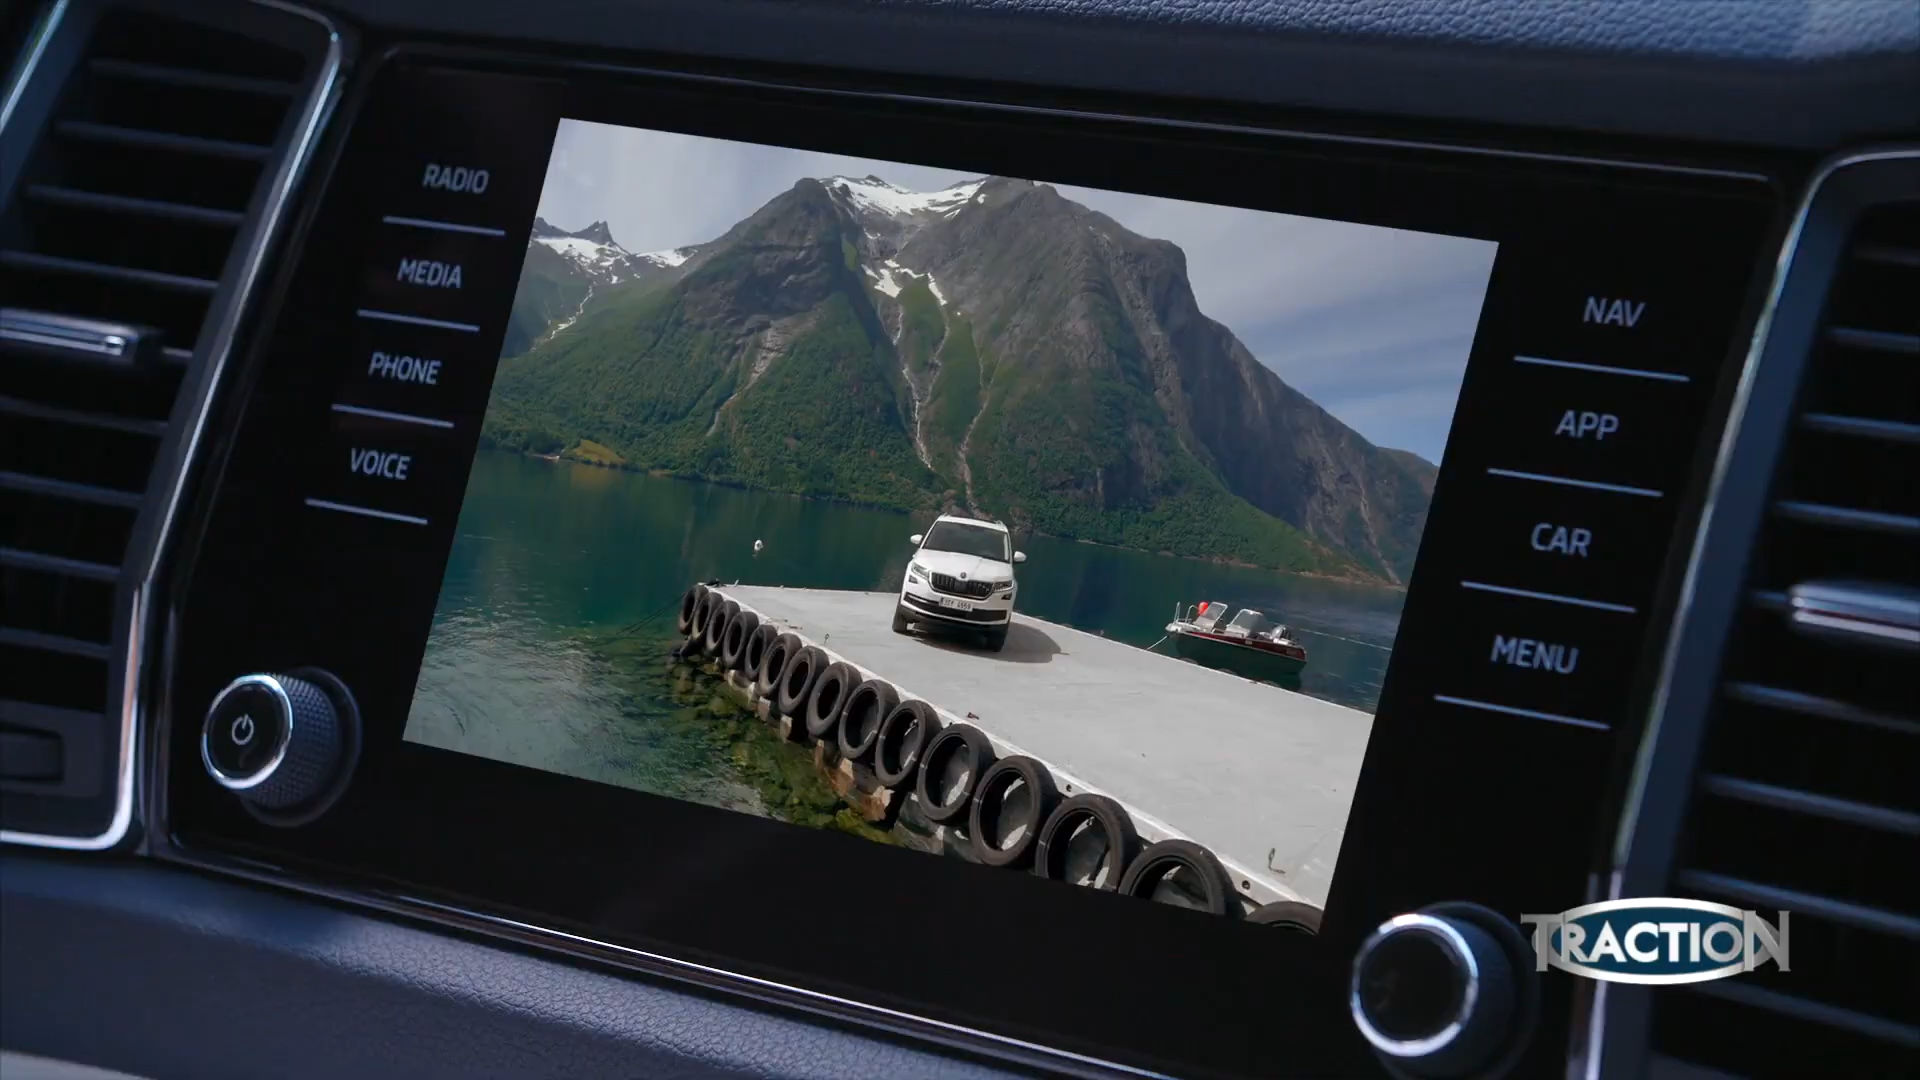 RADIO
MEDIA
PHONE
VOICE
NAV
APP
CAR
MENU
TRACTION